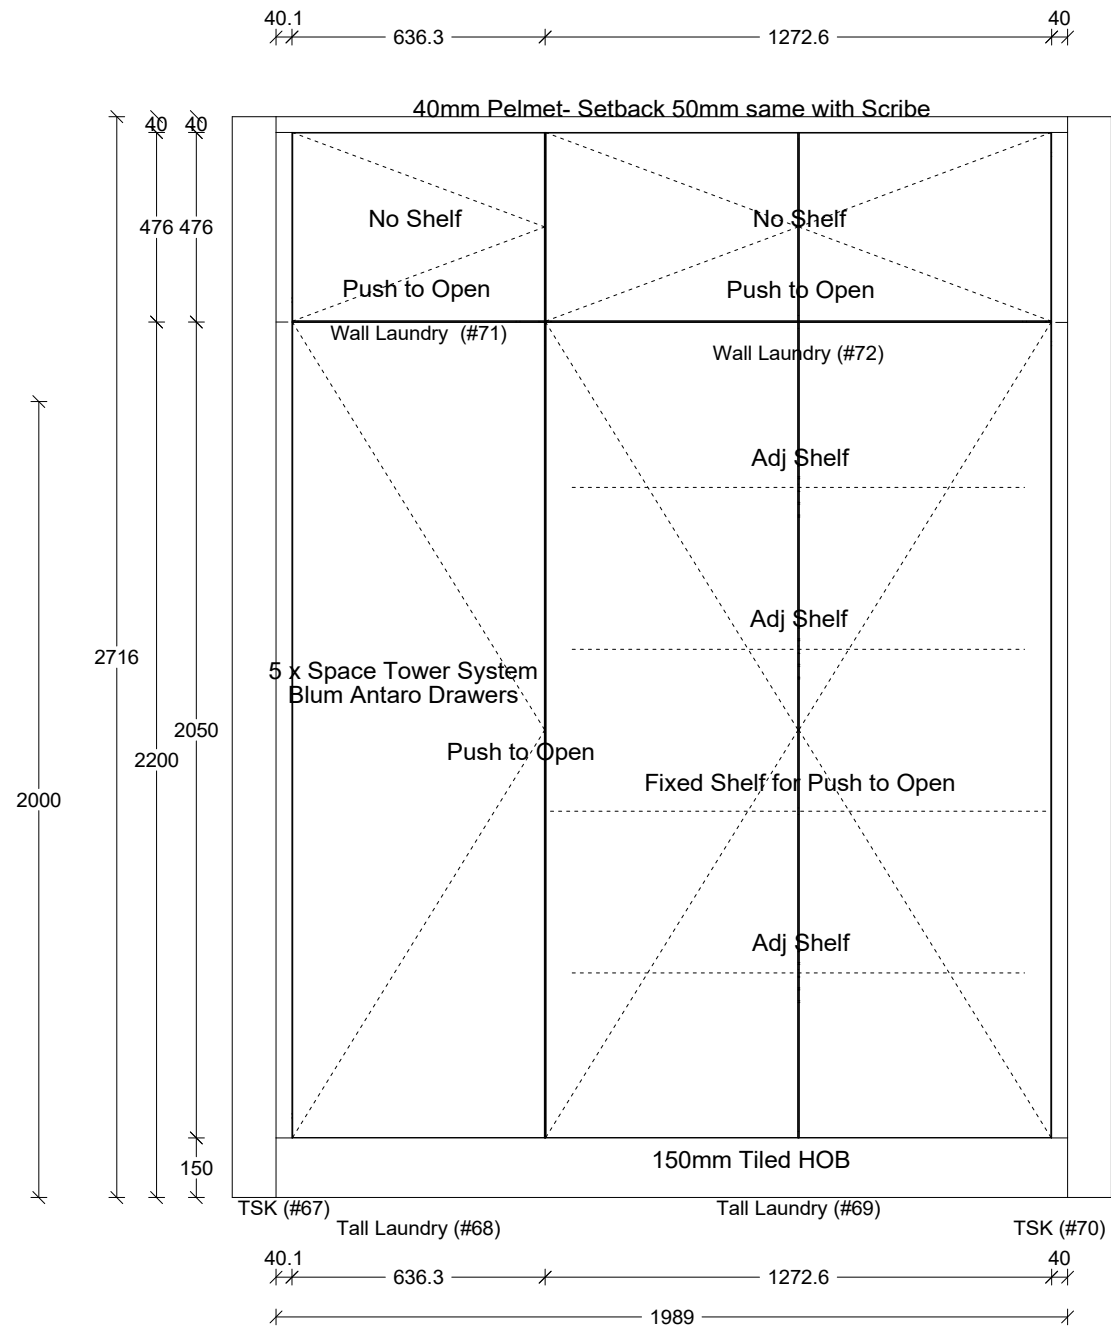 40.1
40
636.3
1272.6
40mm Pelmet- Setback 50mm same with Scribe
40
40
No Shelf
No Shelf
476
476
Push to Open
Push to Open
Wall Laundry (#71)
Wall Laundry (#72)
Adj Shelf
Adj Shelf
2716
5 x Space Tower System
Blum Antaro Drawers
2050
Push to Open
2200
Fixed Shelf for Push to Open
2000
Adj Shelf
150mm Tiled HOB
150
TSK (#67)
Tall Laundry (#69)
Tall Laundry (#68)
TSK (#70)
40.1
40
636.3
1272.6
1989